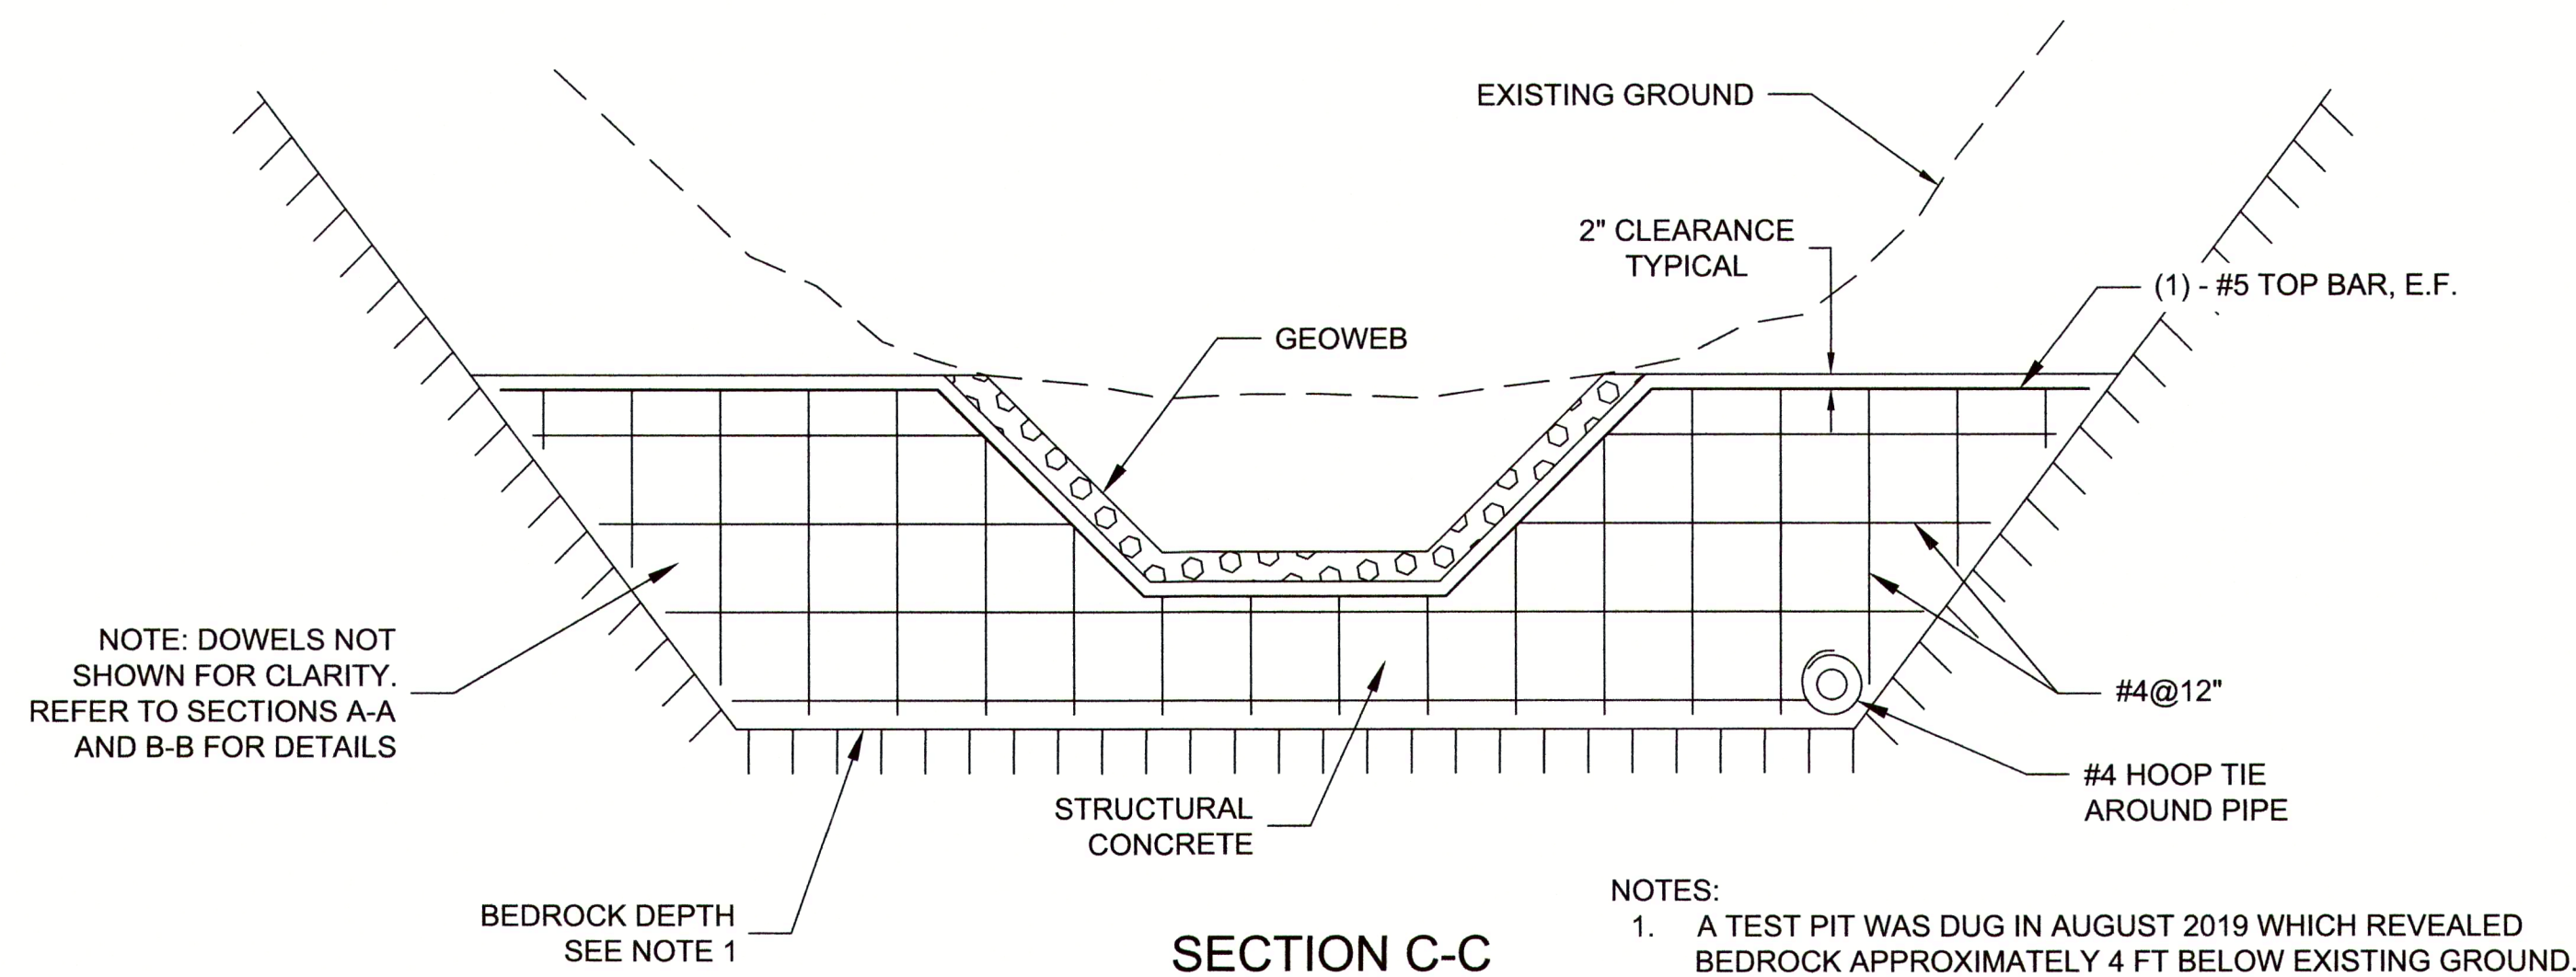 EXISTING GROUND
2" CLEARANCE
TYPICAL
(1) - #5 TOP BAR, E.F.
GEOWEB
NOTE: DOWELS NOT
SHOWN FOR CLARITY.
REFER TO SECTIONS A-A
AND B-B FOR DETAILS
#4@12"
#4 HOOP TIE
AROUND PIPE
STRUCTURAL
CONCRETE
BEDROCK DEPTH
SEE NOTE 1
SECTION C-C
NOTES:
1. A TEST PIT WAS DUG IN AUGUST 2019 WHICH REVEALED
BEDROCK APPROXIMATELY 4 FT BELOW EXISTING GROUND.